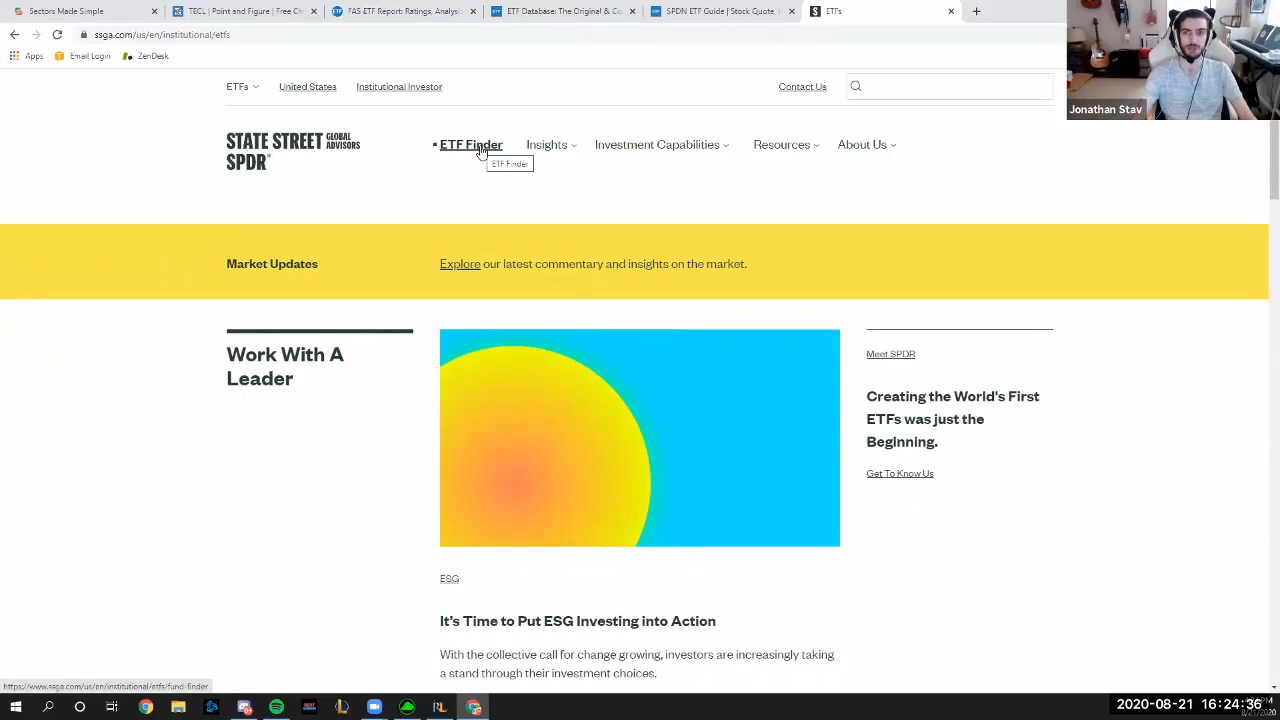 Sectors Made Simple
TECL | Point and Figure | Free Ch
FAS ETF Report: Ratings, Analysis
ETF Database: The Original & Co
SPDN ETF Guide | Stock Quote,
ETFs
ssga.com/us/en/institutional/etfs
Apps
Email Login
ZenDesk
ETFs
United States
Institutional Investor
Contact Us
Jonathan Stav
STATE STREET GLOBAL ADVISORS
SPDR®
ETF Finder
Insights
Investment Capabilities
Resources
About Us
ETF Finder
Market Updates
Explore our latest commentary and insights on the market.
Work With A
Leader
Meet SPDR
Creating the World's First
ETFs was just the
Beginning.
Get To Know Us
ESG
It's Time to Put ESG Investing into Action
With the collective call for change growing, investors are increasingly taking
a stand through their investment choices.
https://www.ssga.com/us/en/institutional/etfs/fund-finder
2020-08-21 16:24:36